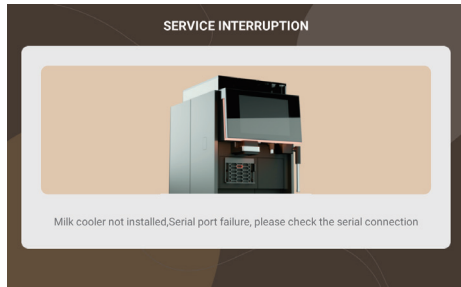 SERVICE INTERRUPTION
Milk cooler not installed,Serial port failure, please check the serial connection